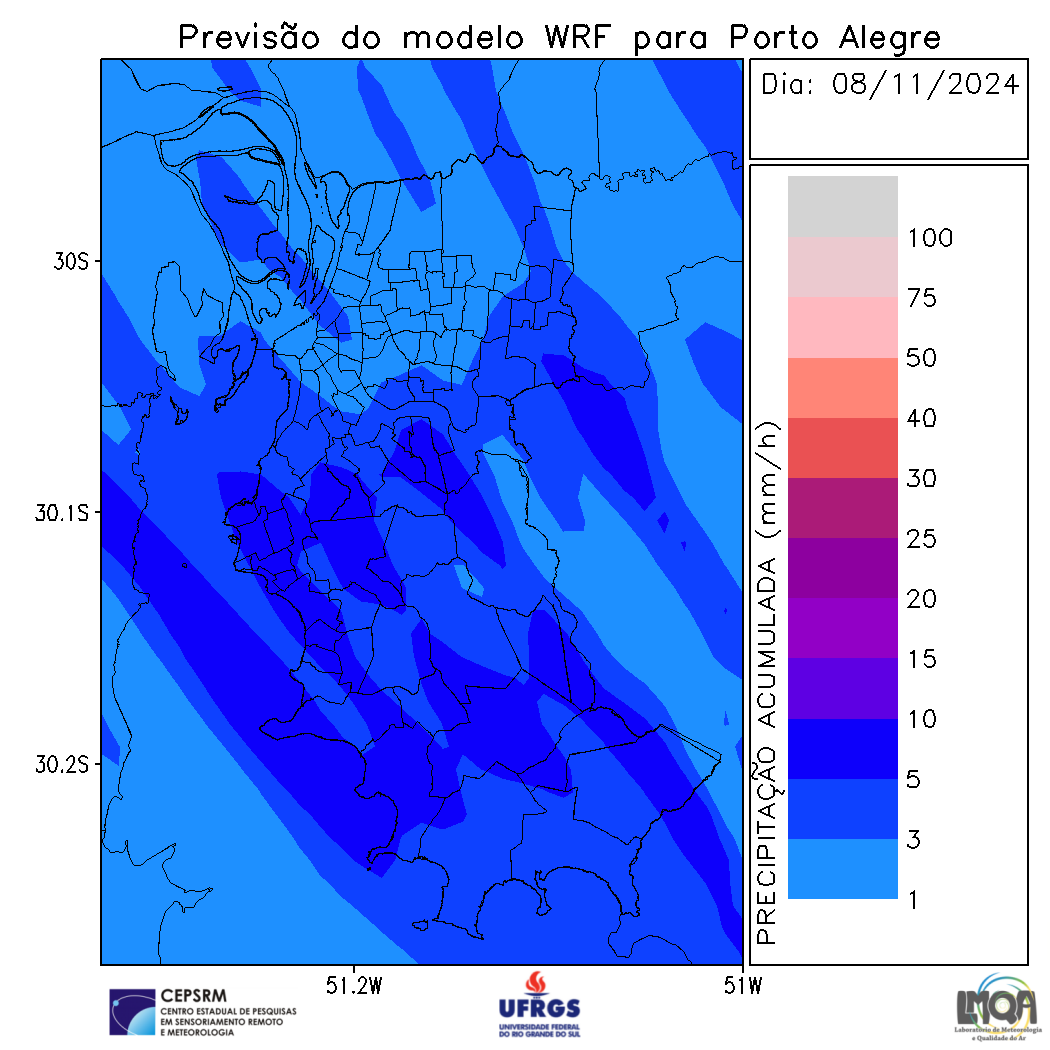 Previsão do modelo WRF para Porto Alegre
Dia: 08/11/2024
30S
30.1S
30.2S
51.2W
51W
PRECIPITAÇÃO ACUMULADA (mm/h)
100
75
50
40
30
25
20
15
10
5
3
1
CEPSRM
CENTRO ESTADUAL DE PESQUISAS
EM SENSORIAMENTO REMOTO
E METEOROLOGIA
UFRGS
UNIVERSIDADE FEDERAL
DO RIO GRANDE DO SUL
LMQA
Laboratório de Meteorologia
e Qualidade do Ar